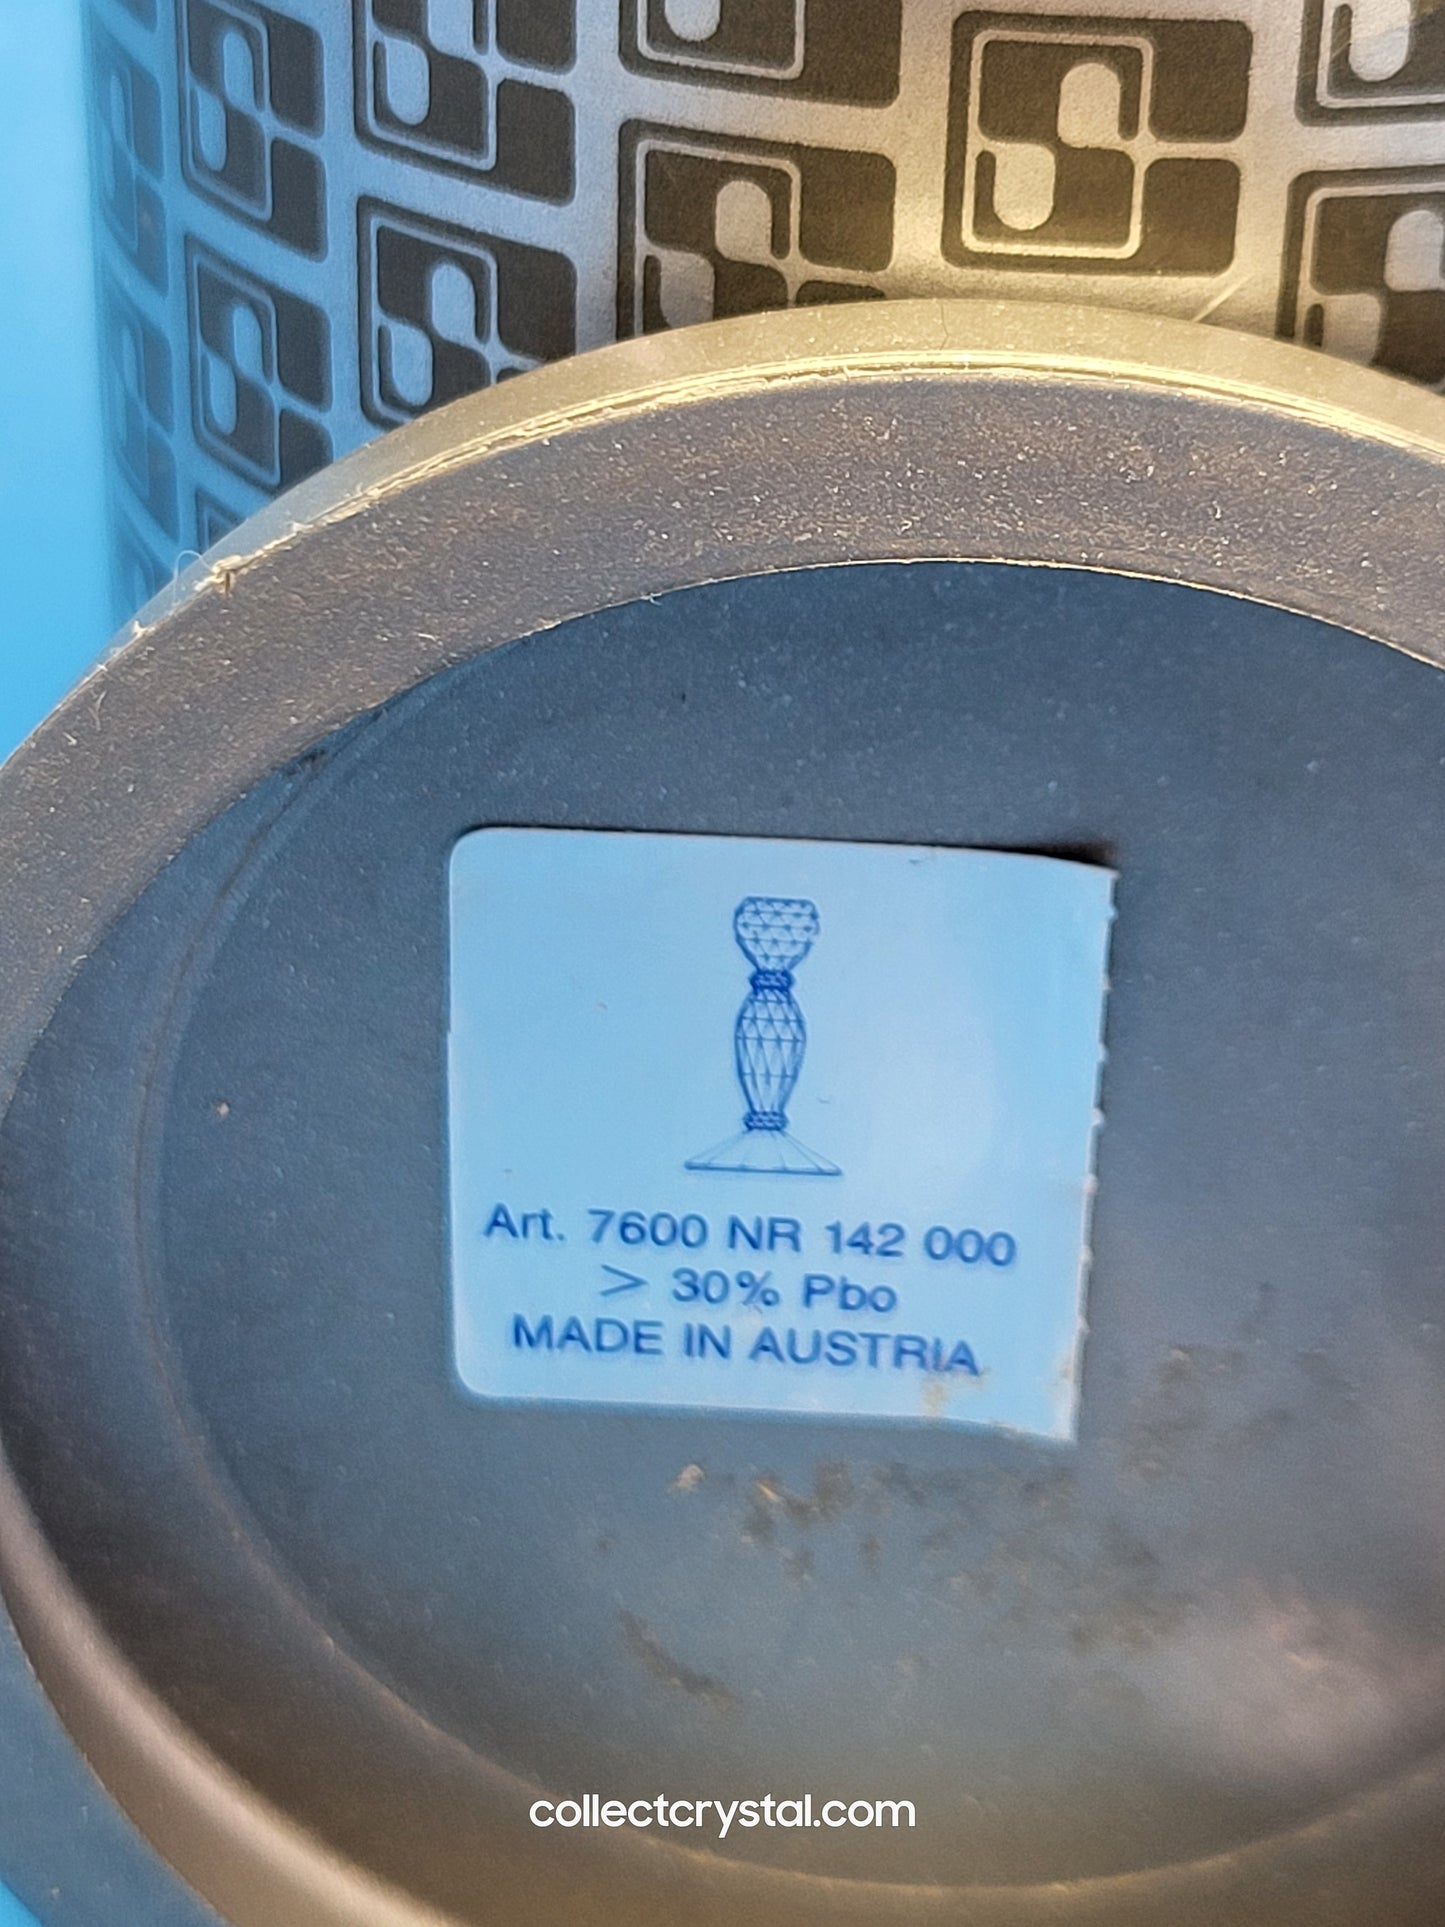 Art. 7600 NR 142 000
> 30% Pbo
MADE IN AUSTRIA
collectcrystal.com